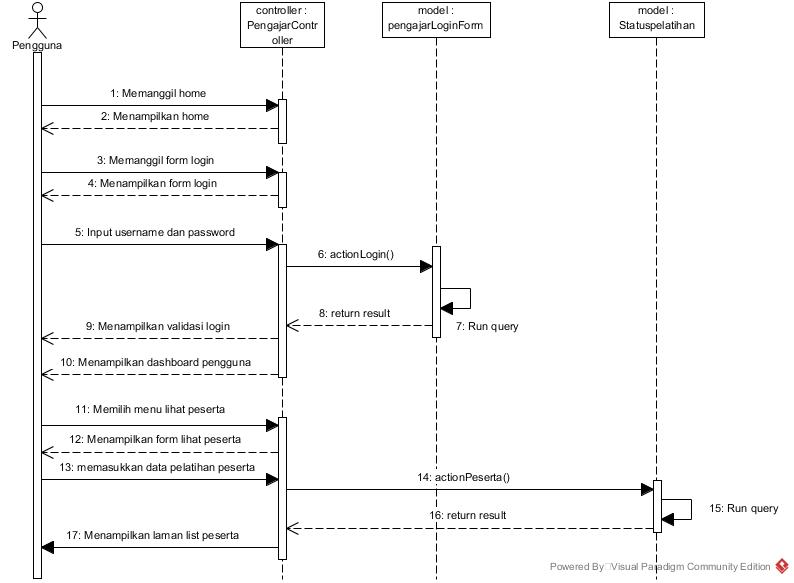 Pengguna
controller :
PengajarContr
oller
model :
pengajarLoginForm
model :
Statuspelatihan
1: Memanggil home
2: Menampilkan home
3: Memanggil form login
4: Menampilkan form login
5: Input username dan password
6: actionLogin()
7: Run query
8: return result
9: Menampilkan validasi login
10: Menampilkan dashboard pengguna
11: Memilih menu lihat peserta
12: Menampilkan form lihat peserta
13: memasukkan data pelatihan peserta
14: actionPeserta()
15: Run query
16: return result
17: Menampilkan laman list peserta
Powered By Visual Paradigm Community Edition